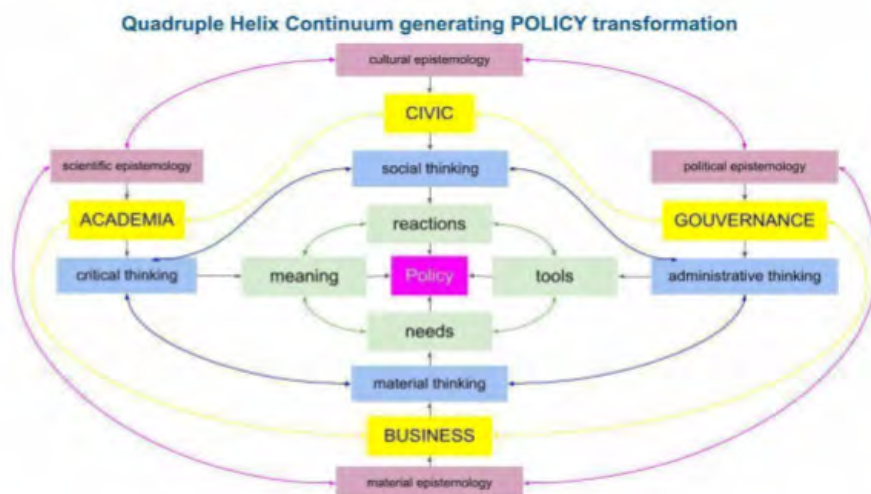 Quadruple Helix Continuum generating POLICY transformation
cultural epistemology
CIVIC
scientific epistemology
social thinking
political epistemology
ACADEMIA
reactions
GOUVERNANCE
critical thinking
meaning
Policy
tools
administrative thinking
needs
material thinking
BUSINESS
material epistemology